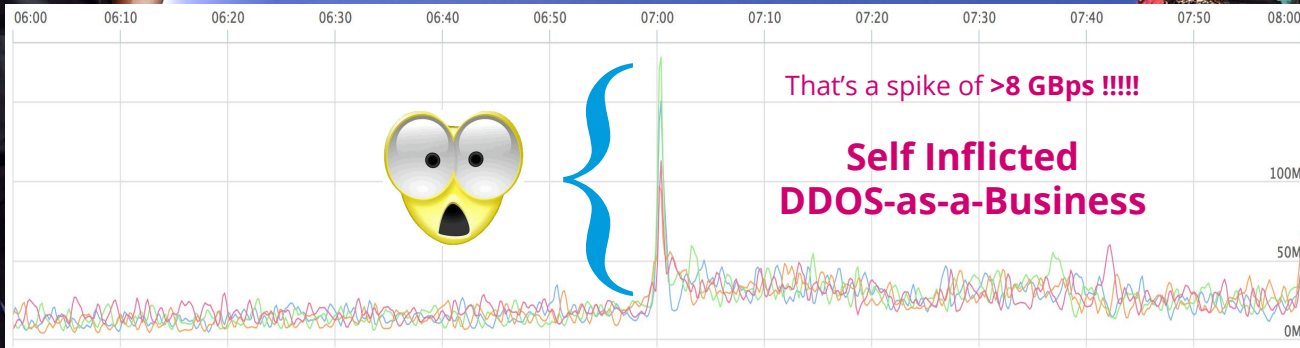 06:00 06:10 06:20 06:30 06:40 06:50 07:00 07:10 07:20 07:30 07:40 07:50 08:00
That's a spike of >8 GBps !!!!!
Self Inflicted
DDOS-as-a-Business
100M
50M
0M